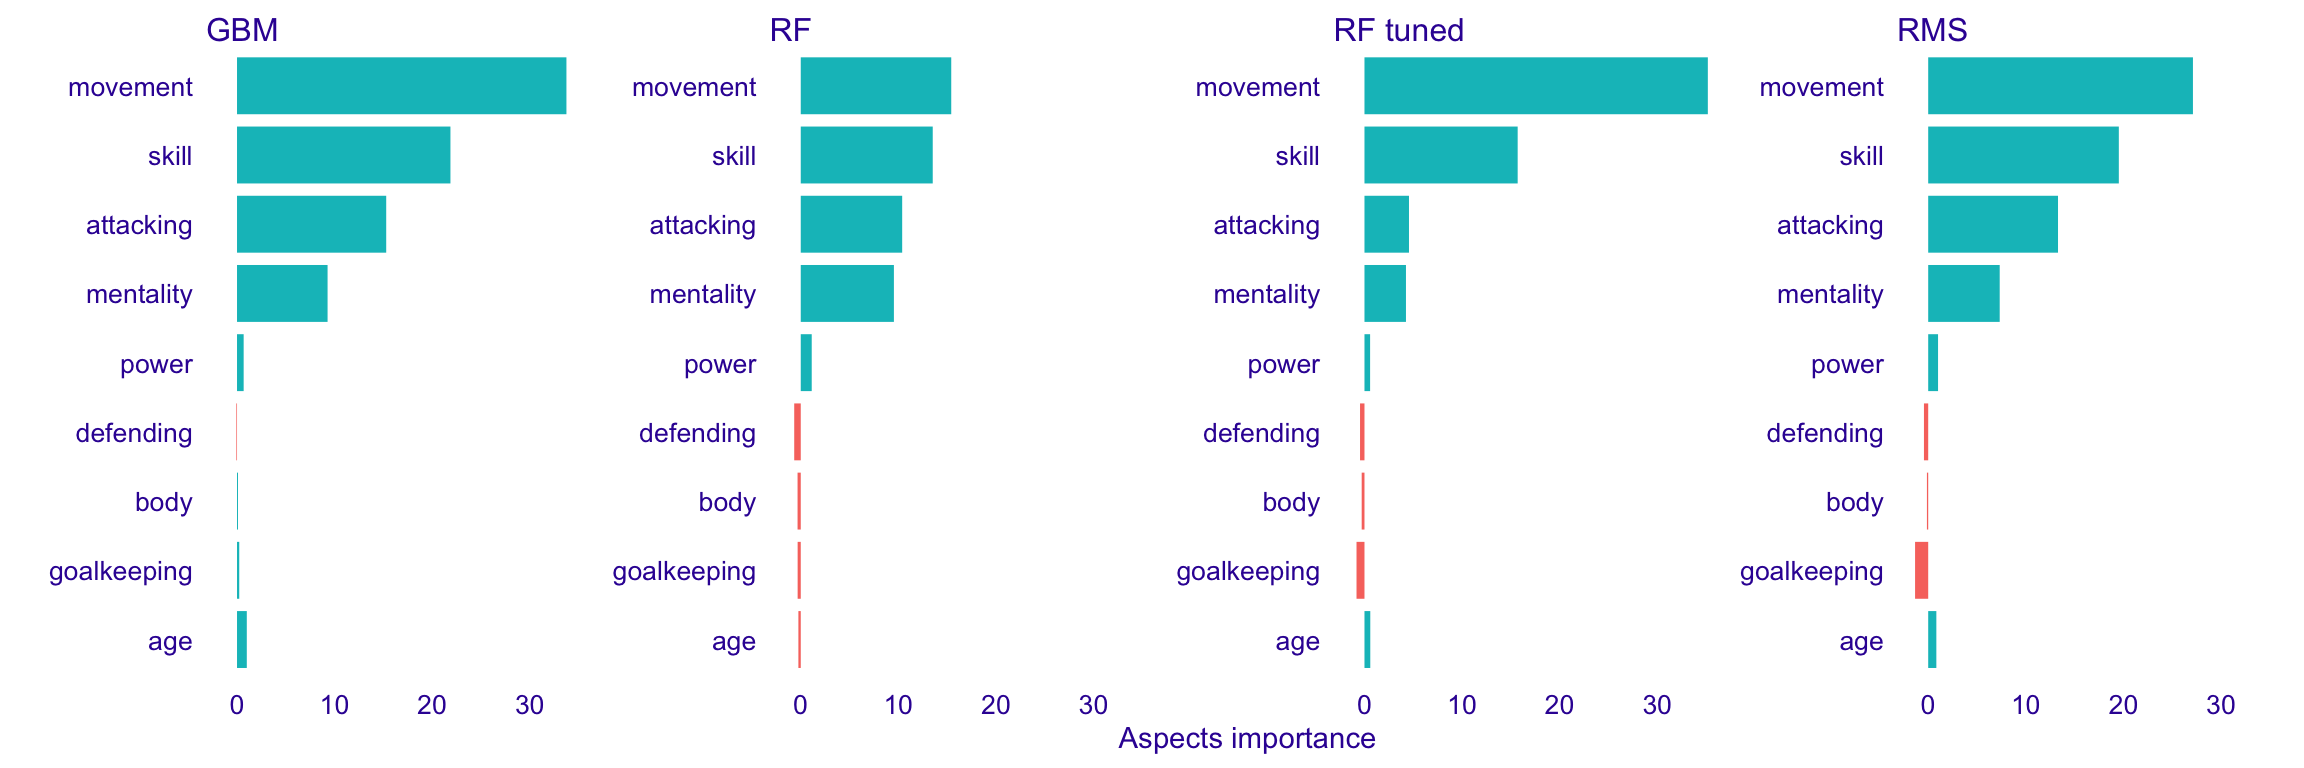 GBM
movement
skill
attacking
mentality
power
defending
body
goalkeeping
age
0 10 20 30
RF
movement
skill
attacking
mentality
power
defending
body
goalkeeping
age
0 10 20 30
RF tuned
movement
skill
attacking
mentality
power
defending
body
goalkeeping
age
0 10 20 30
RMS
movement
skill
attacking
mentality
power
defending
body
goalkeeping
age
0 10 20 30
Aspects importance